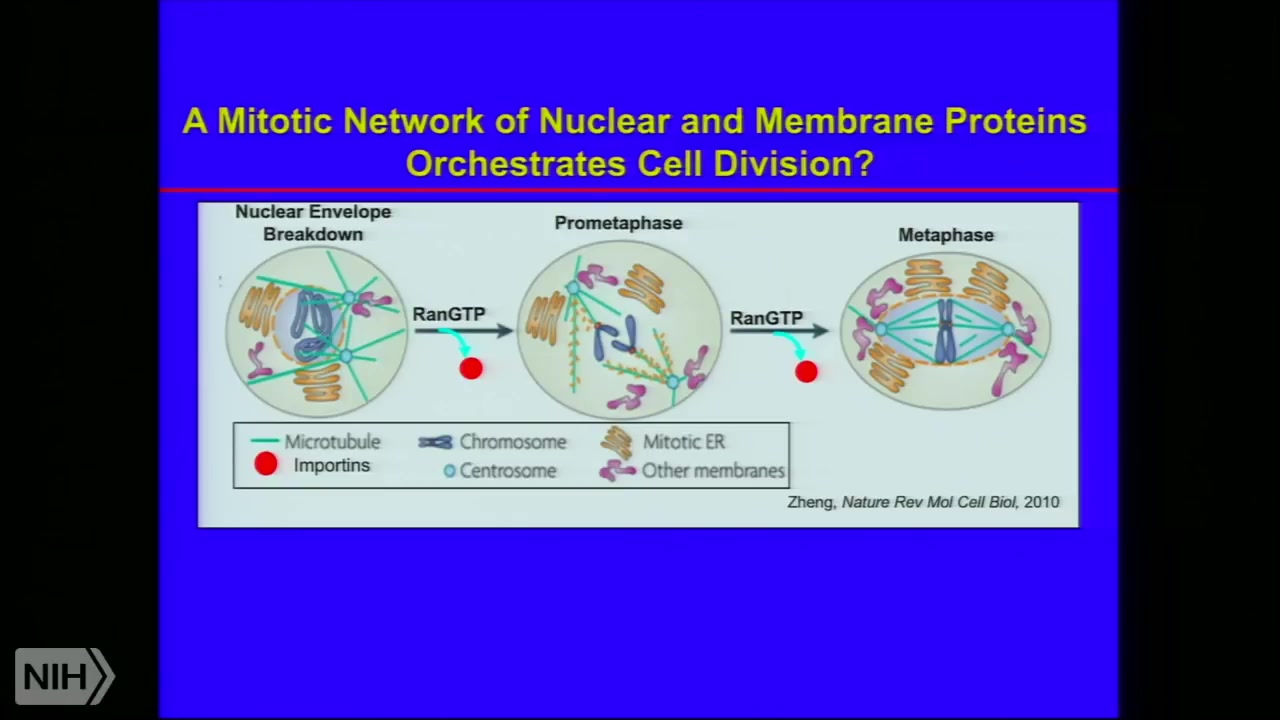 A Mitotic Network of Nuclear and Membrane Proteins
Orchestrates Cell Division?
Nuclear Envelope
Breakdown
Prometaphase
Metaphase
RanGTP
RanGTP
Microtubule
Chromosome
Mitotic ER
Importins
Centrosome
Other membranes
Zheng, Nature Rev Mol Cell Biol, 2010
NIH